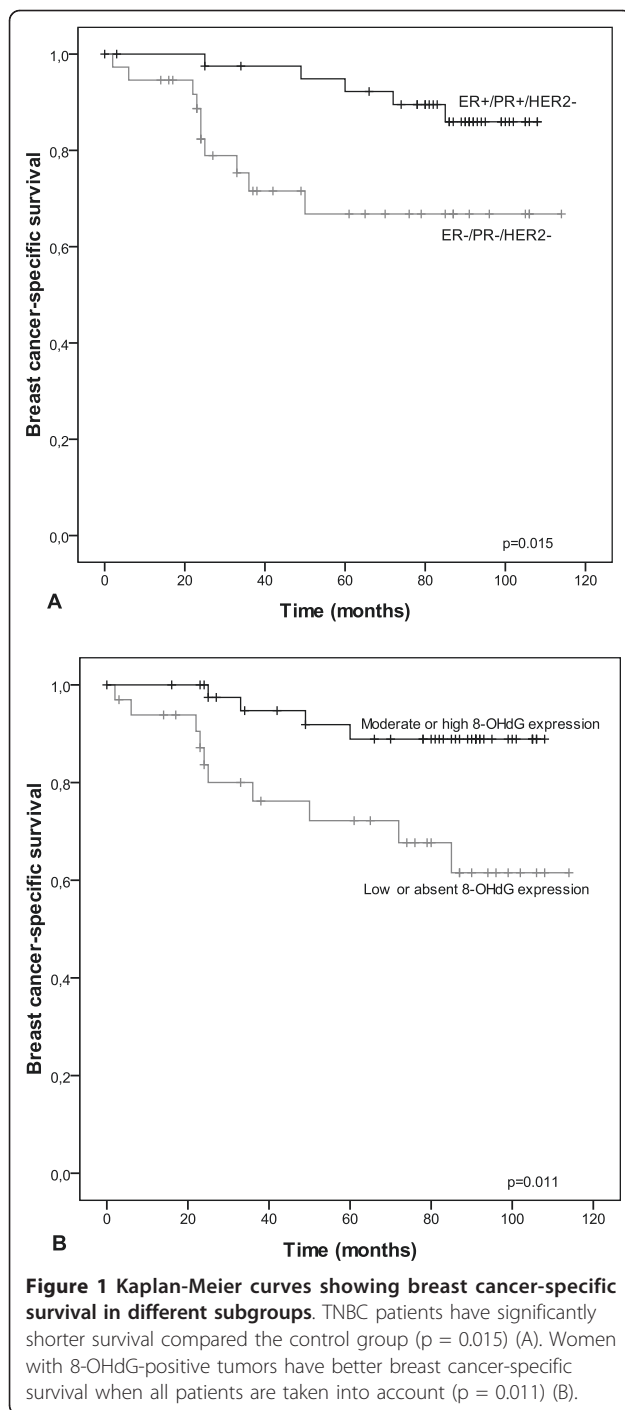 1,0
0,8
0,6
0,4
0,2
0,0
Breast cancer-specific survival
ER+/PR+/HER2-
ER-/PR-/HER2-
p=0.015
0 20 40 60 80 100 120
A
Time (months)
1,0
0,8
0,6
0,4
0,2
0,0
Breast cancer-specific survival
Moderate or high 8-OHdG expression
Low or absent 8-OHdG expression
p=0.011
0 20 40 60 80 100 120
B
Time (months)
Figure 1 Kaplan-Meier curves showing breast cancer-specific
survival in different subgroups. TNBC patients have significantly
shorter survival compared the control group (p = 0.015) (A). Women
with 8-OHdG-positive tumors have better breast cancer-specific
survival when all patients are taken into account (p = 0.011) (B).